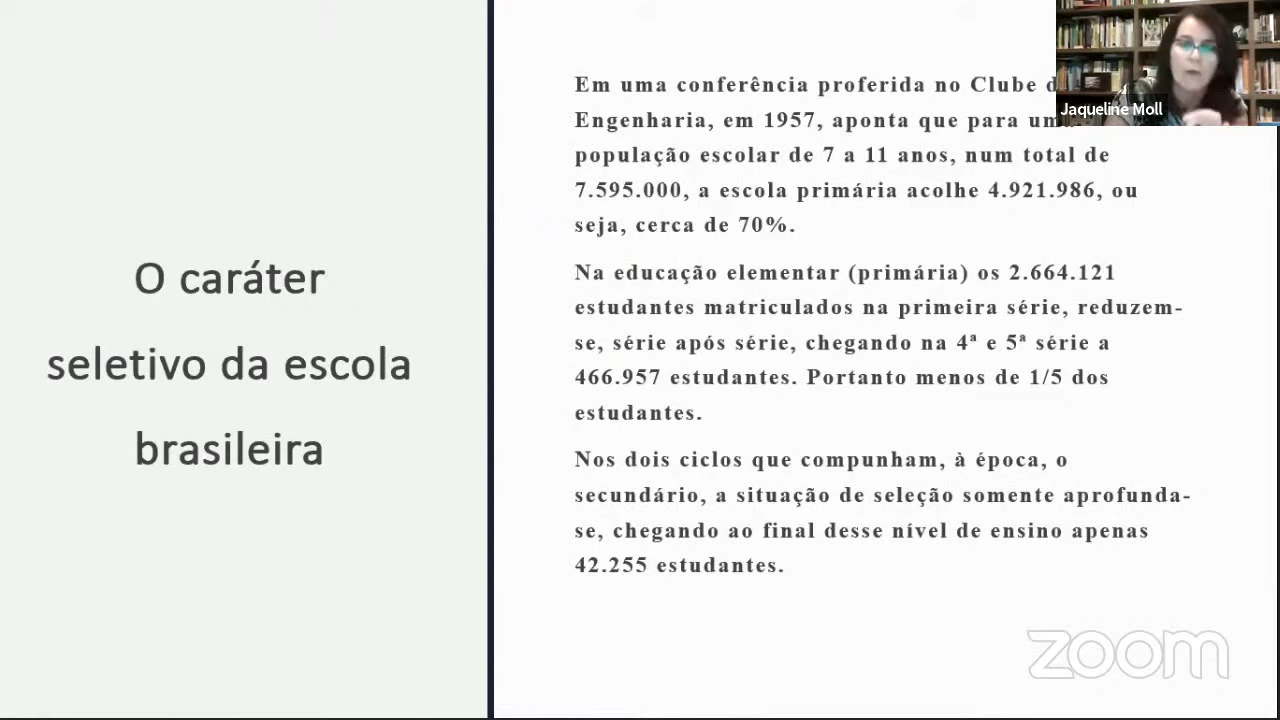 O caráter
seletivo da escola
brasileira
Em uma conferência proferida no Clube
Engenharia, em 1957, aponta que para
população escolar de 7 a 11 anos, num total de
7.595.000, a escola primária acolhe 4.921.986, ou
seja, cerca de 70%.
Na educação elementar (primária) os 2.664.121
estudantes matriculados na primeira série, reduzem-
se, série após série, chegando na 4ª e 5ª série a
466.957 estudantes. Portanto menos de 1/5 dos
estudantes.
Nos dois ciclos que compunham, à época, o
secundário, a situação de seleção somente aprofunda-
se, chegando ao final desse nível de ensino apenas
42.255 estudantes.
Jaqueline Moll
zoom